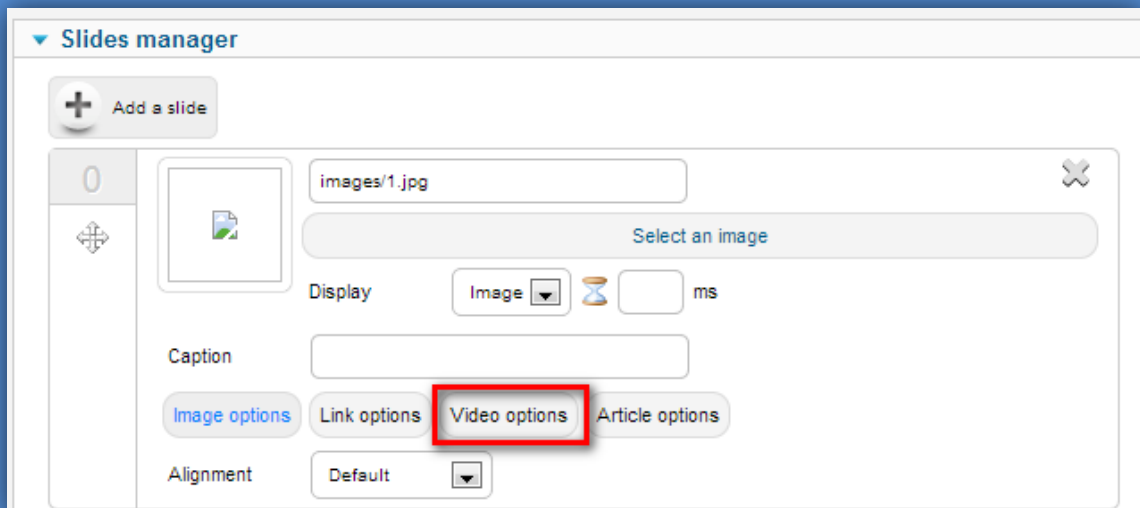 Slides manager
Add a slide
0
images/1.jpg
Select an image
Display Image ms
Caption
Image options Link options Video options Article options
Alignment Default